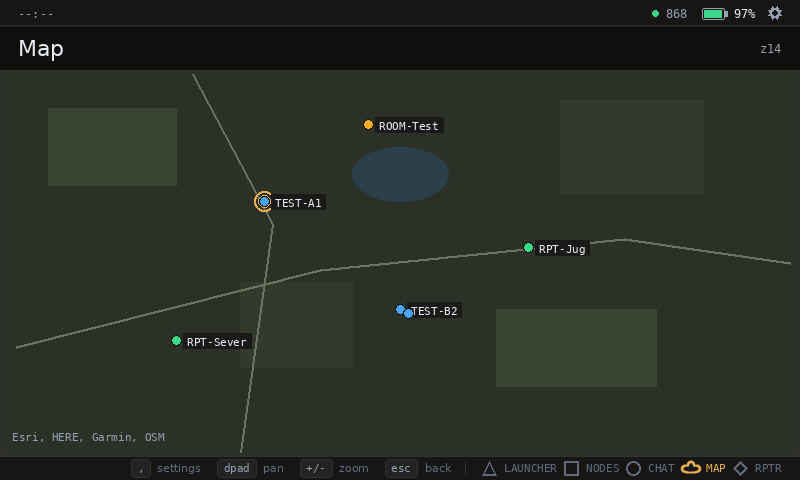 --:-- 868 97%
Map z14
ROOM-Test
TEST-A1
RPT-Jug
TEST-B2
RPT-Sever
Esri, HERE, Garmin, OSM
, settings dpad pan +/- zoom esc back LAUNCHER NODES CHAT MAP RPTR